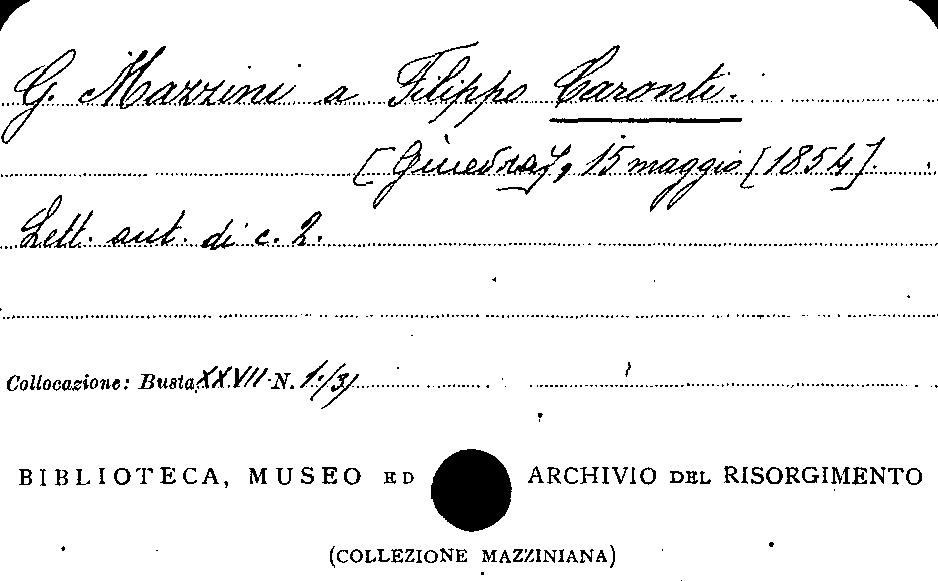 G. Mazzini a Filippo Caronti.
[Ginevra], 15 maggio [1854].
Lett. aut. di c. 2.
Collocazione: Busta XXVII N. 1./3)
BIBLIOTECA, MUSEO ED ARCHIVIO DEL RISORGIMENTO
(COLLEZIONE MAZZINIANA)